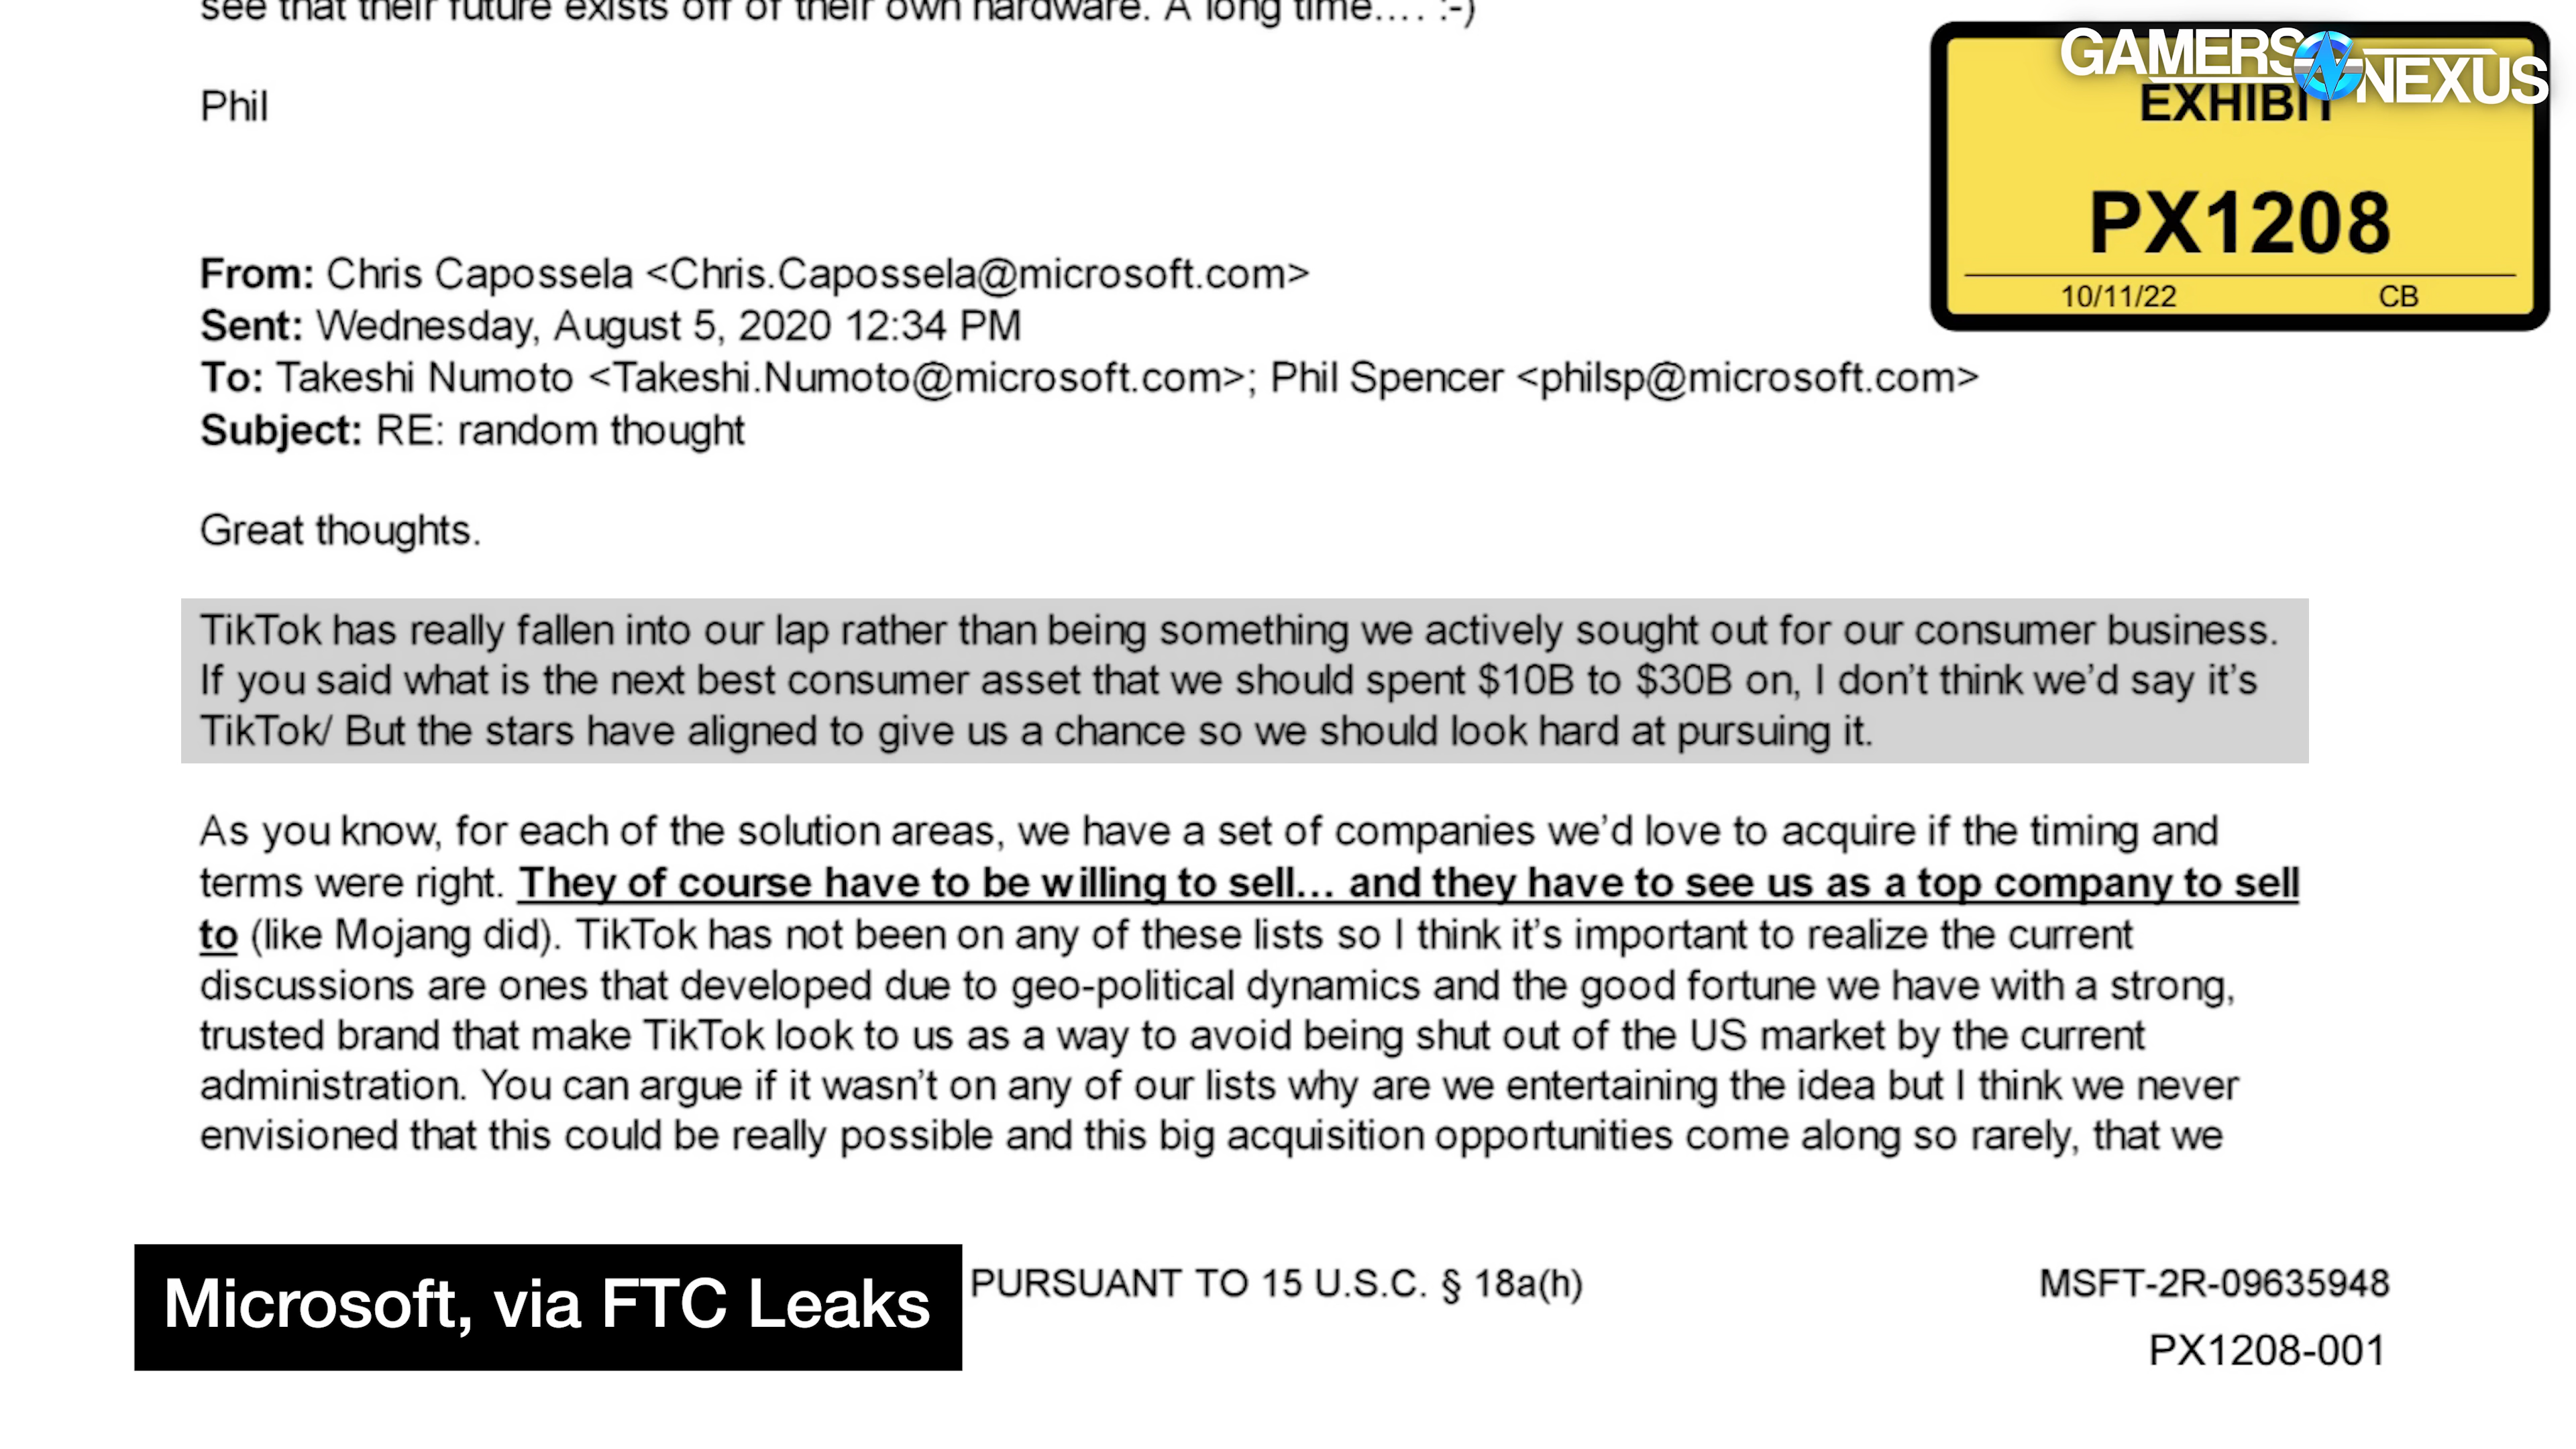 see that their future exists off of their own hardware. A long time.... :-)
GAMERS NEXUS
EXHIBIT
PX1208
10/11/22 CB
Phil
From: Chris Capossela <Chris.Capossela@microsoft.com>
Sent: Wednesday, August 5, 2020 12:34 PM
To: Takeshi Numoto <Takeshi.Numoto@microsoft.com>; Phil Spencer <philsp@microsoft.com>
Subject: RE: random thought
Great thoughts.
TikTok has really fallen into our lap rather than being something we actively sought out for our consumer business.
If you said what is the next best consumer asset that we should spent $10B to $30B on, I don’t think we’d say it’s
TikTok/ But the stars have aligned to give us a chance so we should look hard at pursuing it.
As you know, for each of the solution areas, we have a set of companies we’d love to acquire if the timing and
terms were right. They of course have to be willing to sell... and they have to see us as a top company to sell
to (like Mojang did). TikTok has not been on any of these lists so I think it’s important to realize the current
discussions are ones that developed due to geo-political dynamics and the good fortune we have with a strong,
trusted brand that make TikTok look to us as a way to avoid being shut out of the US market by the current
administration. You can argue if it wasn’t on any of our lists why are we entertaining the idea but I think we never
envisioned that this could be really possible and this big acquisition opportunities come along so rarely, that we
Microsoft, via FTC Leaks
PURSUANT TO 15 U.S.C. § 18a(h)
MSFT-2R-09635948
PX1208-001